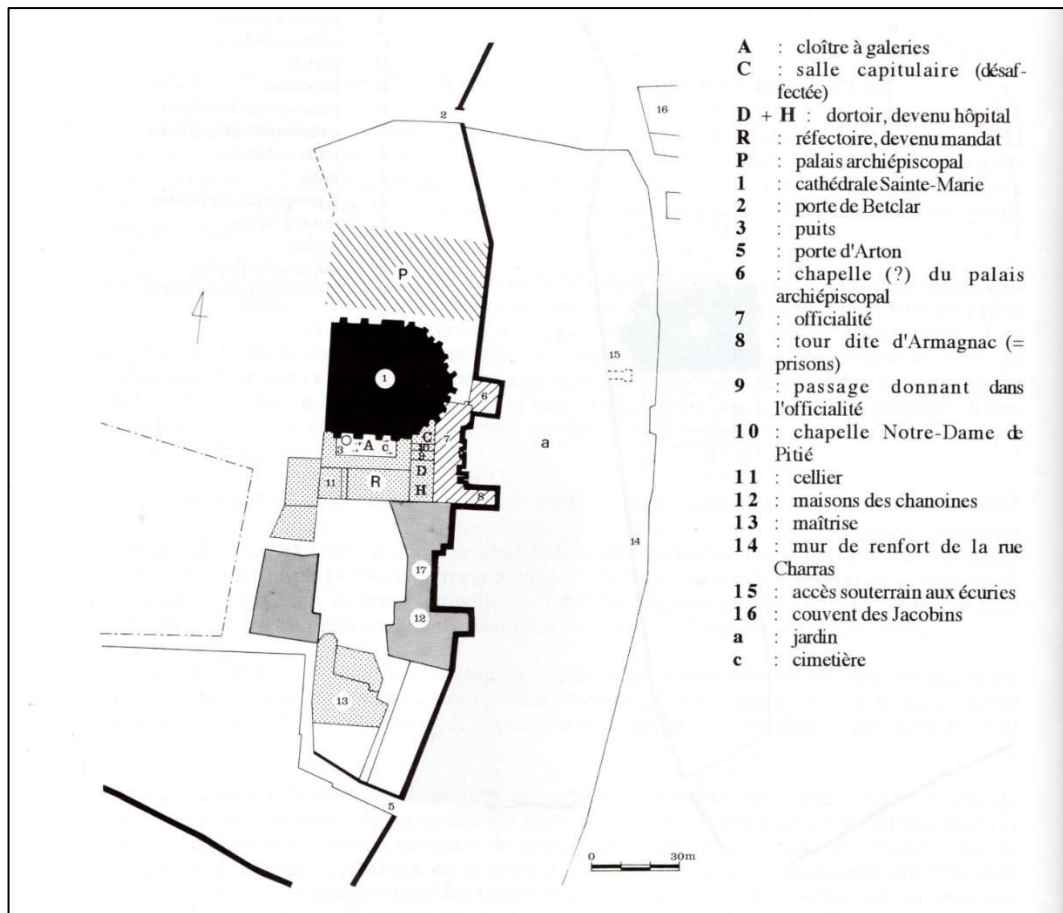 A : cloître à galeries
C : salle capitulaire (désaf-
fectée)
D + H : dortoir, devenu hôpital
R : réfectoire, devenu mandat
P : palais archiépiscopal
1 : cathédrale Sainte-Marie
2 : porte de Betclar
3 : puits
5 : porte d'Arton
6 : chapelle (?) du palais
archiépiscopal
7 : officialité
8 : tour dite d'Armagnac (=
prisons)
9 : passage donnant dans
l'officialité
10 : chapelle Notre-Dame de
Pitié
11 : cellier
12 : maisons des chanoines
13 : maîtrise
14 : mur de renfort de la rue
Charras
15 : accès souterrain aux écuries
16 : couvent des Jacobins
a : jardin
c : cimetière
2
16
P
15
1
6
a
7
C
3
A
c
10
9
D
11
R
H
8
14
17
12
13
5
0 30m